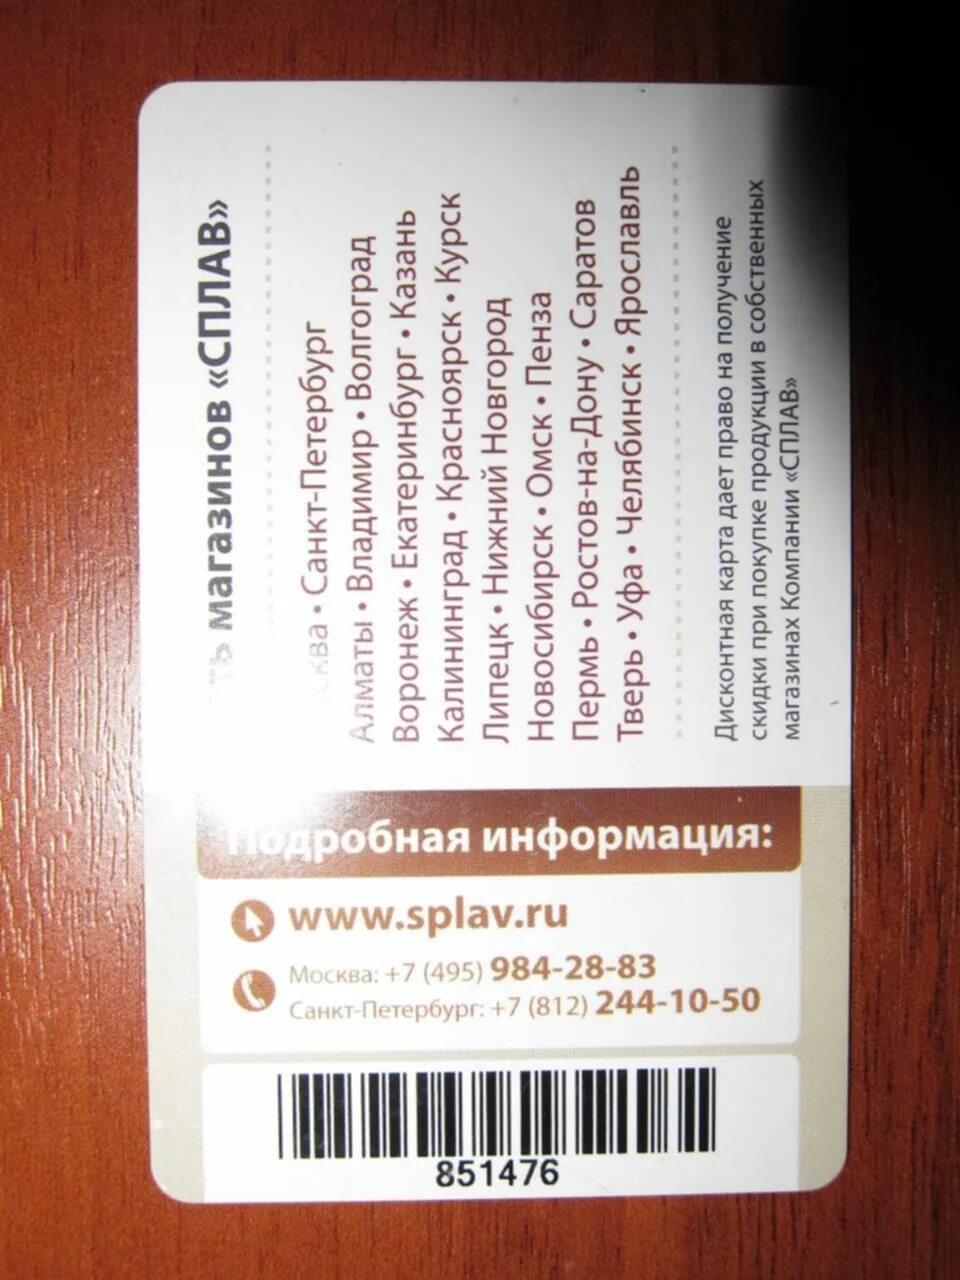 магазинов «СПЛАВ»
• Санкт-Петербург
Алматы • Владимир • Волгоград
Воронеж • Екатеринбург • Казань
Калининград • Красноярск • Курск
Липецк • Нижний Новгород
Новосибирск • Омск • Пенза
Пермь • Ростов-на-Дону • Саратов
Тверь • Уфа • Челябинск • Ярославль
Дисконтная карта дает право на получение
скидки при покупке продукции в собственных
магазинах Компании «СПЛАВ»
Подробная информация:
www.splav.ru
Москва: +7 (495) 984-28-83
Санкт-Петербург: +7 (812) 244-10-50
851476